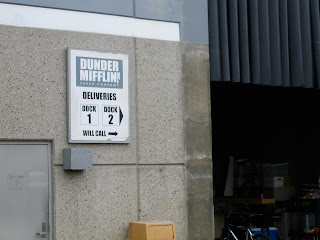 DUNDER
MIFFLIN
PAPER COMPANY
DELIVERIES
DOCK DOCK
1 2
WILL CALL